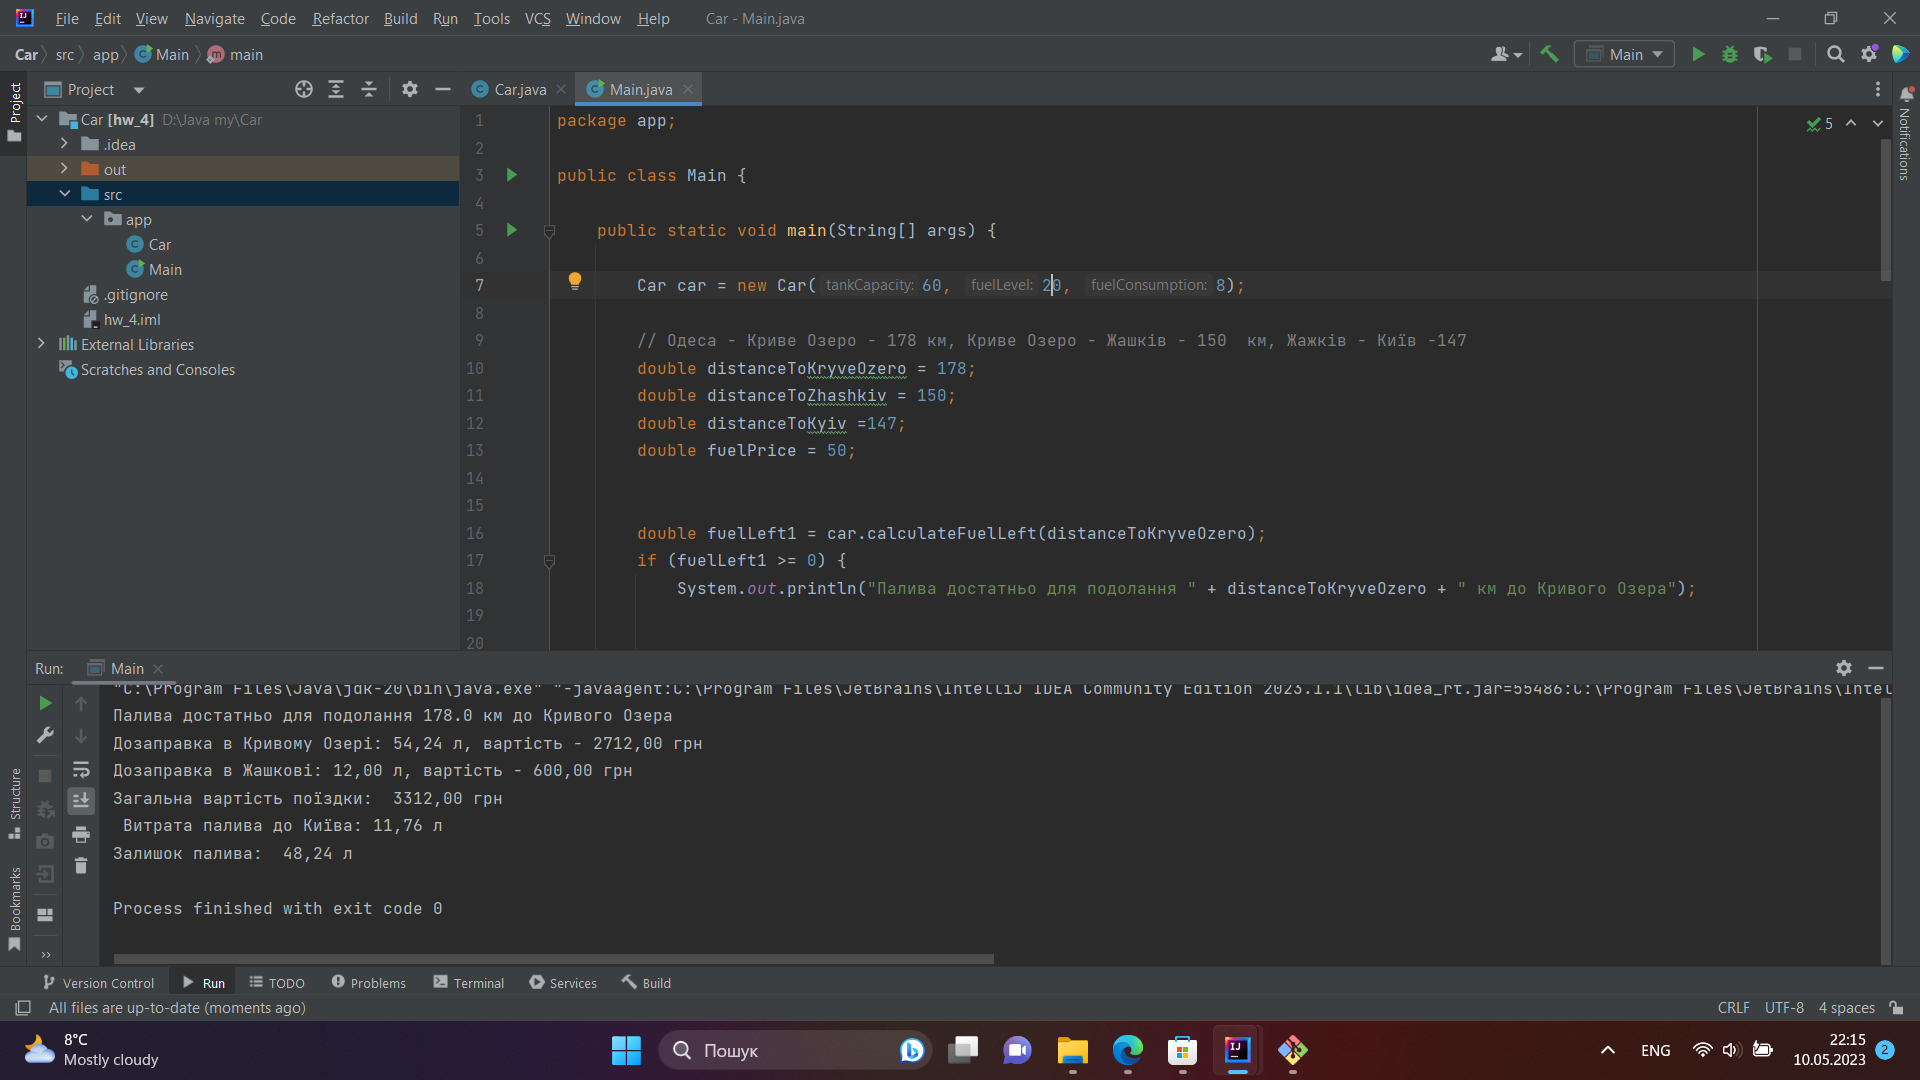 File Edit View Navigate Code Refactor Build Run Tools VCS Window Help Car - Main.java
Car src app Main main
Main
Project
Project
Car.java
Main.java
Notifications
Car [hw_4] D:\Java my\Car
.idea
out
src
app
Car
Main
.gitignore
hw_4.iml
External Libraries
Scratches and Consoles
5
1 package app;
2
3 public class Main {
4
5 public static void main(String[] args) {
6
7 Car car = new Car( tankCapacity: 60, fuelLevel: 20, fuelConsumption: 8);
8
9 // Одеса - Криве Озеро - 178 км, Криве Озеро - Жашків - 150  км, Жажків - Київ -147
10 double distanceToKryveOzero = 178;
11 double distanceToZhashkiv = 150;
12 double distanceToKyiv =147;
13 double fuelPrice = 50;
14
15
16 double fuelLeft1 = car.calculateFuelLeft(distanceToKryveOzero);
17 if (fuelLeft1 >= 0) {
18 System.out.println("Палива достатньо для подолання " + distanceToKryveOzero + " км до Кривого Озера");
19
20
Run: Main
"C:\Program Files\Java\jdk-20\bin\java.exe" "-javaagent:C:\Program Files\JetBrains\IntelliJ IDEA Community Edition 2023.1.1\lib\idea_rt.jar=55486:C:\Program Files\JetBrains\Intel
Палива достатньо для подолання 178.0 км до Кривого Озера
Дозаправка в Кривому Озері: 54,24 л, вартість - 2712,00 грн
Дозаправка в Жашкові: 12,00 л, вартість - 600,00 грн
Загальна вартість поїздки:  3312,00 грн
Витрата палива до Київа: 11,76 л
Залишок палива:  48,24 л
Process finished with exit code 0
Structure
Bookmarks
Version Control Run TODO Problems Terminal Services Build
All files are up-to-date (moments ago)
CRLF UTF-8 4 spaces
8°C
Mostly cloudy
Пошук
ENG
22:15
10.05.2023
2